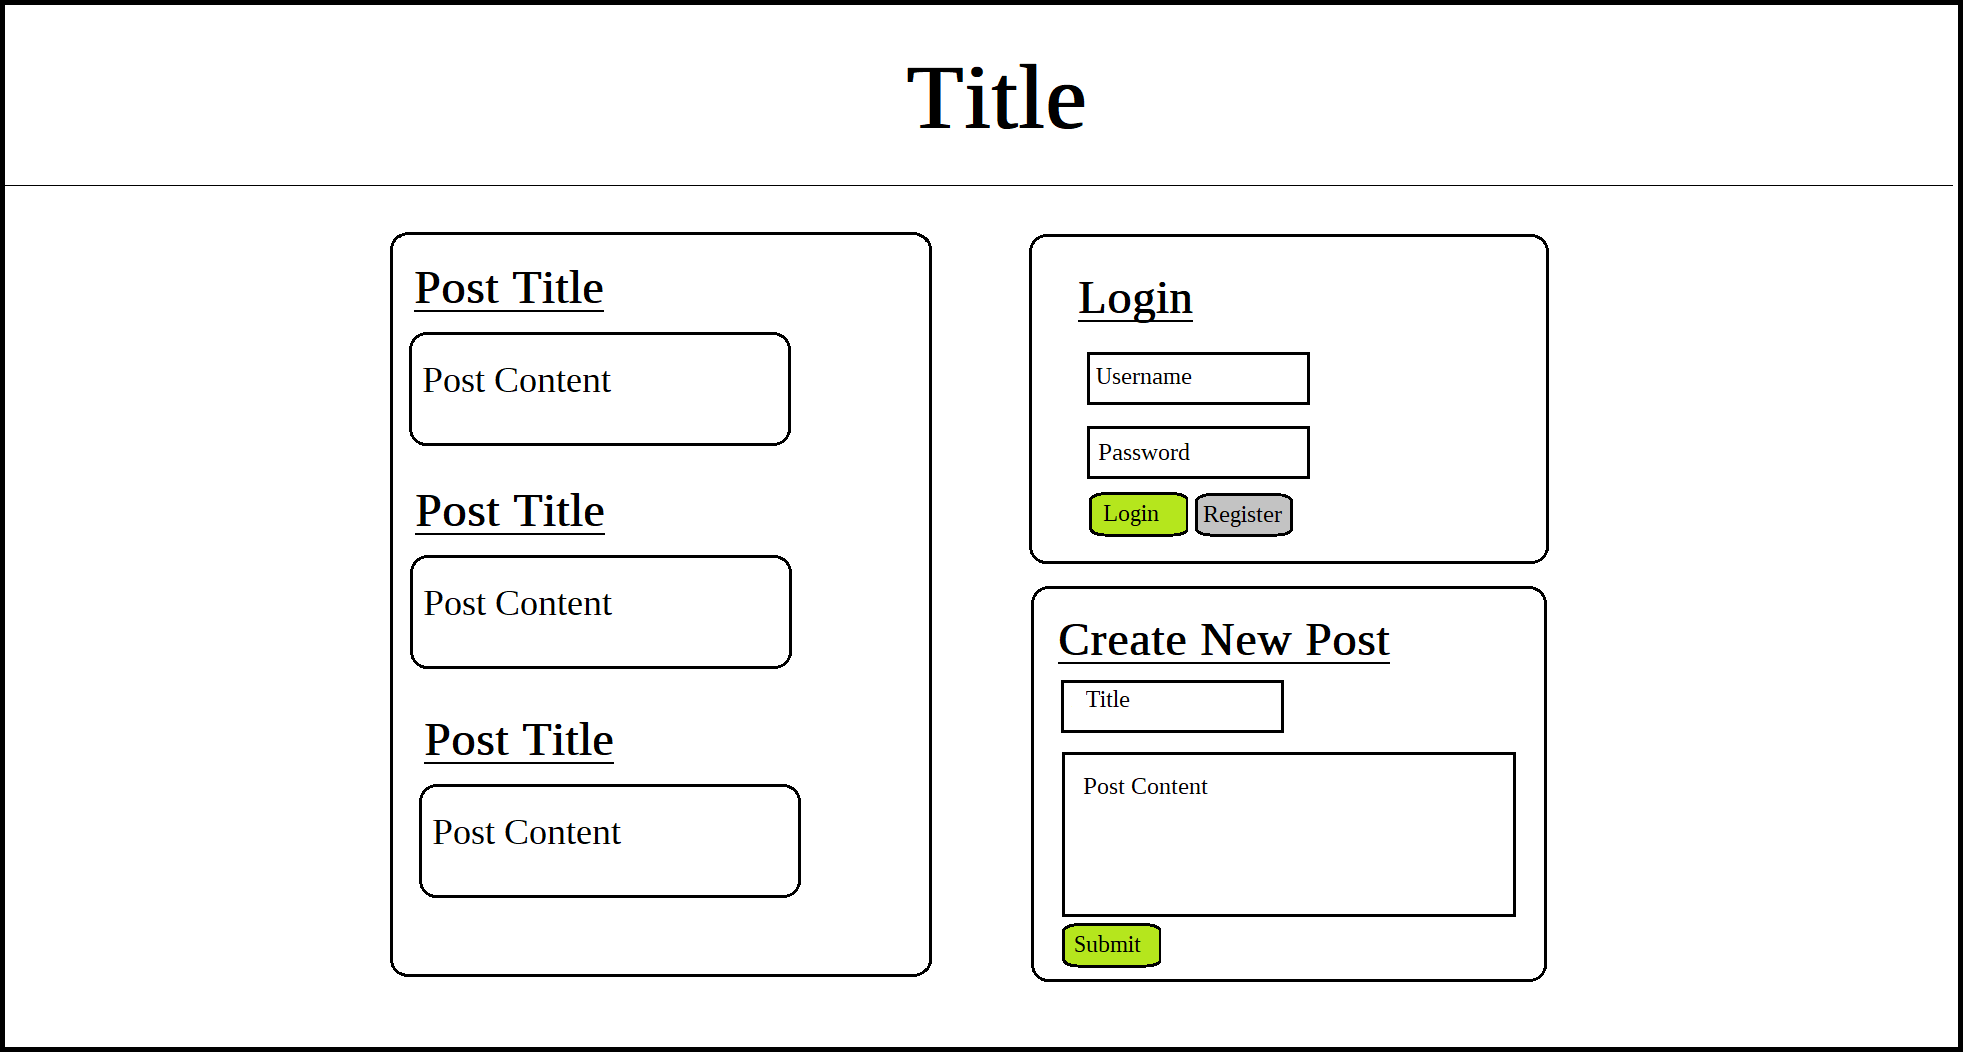 Title
Post Title
Post Content
Post Title
Post Content
Post Title
Post Content
Login
Username
Password
Login Register
Create New Post
Title
Post Content
Submit